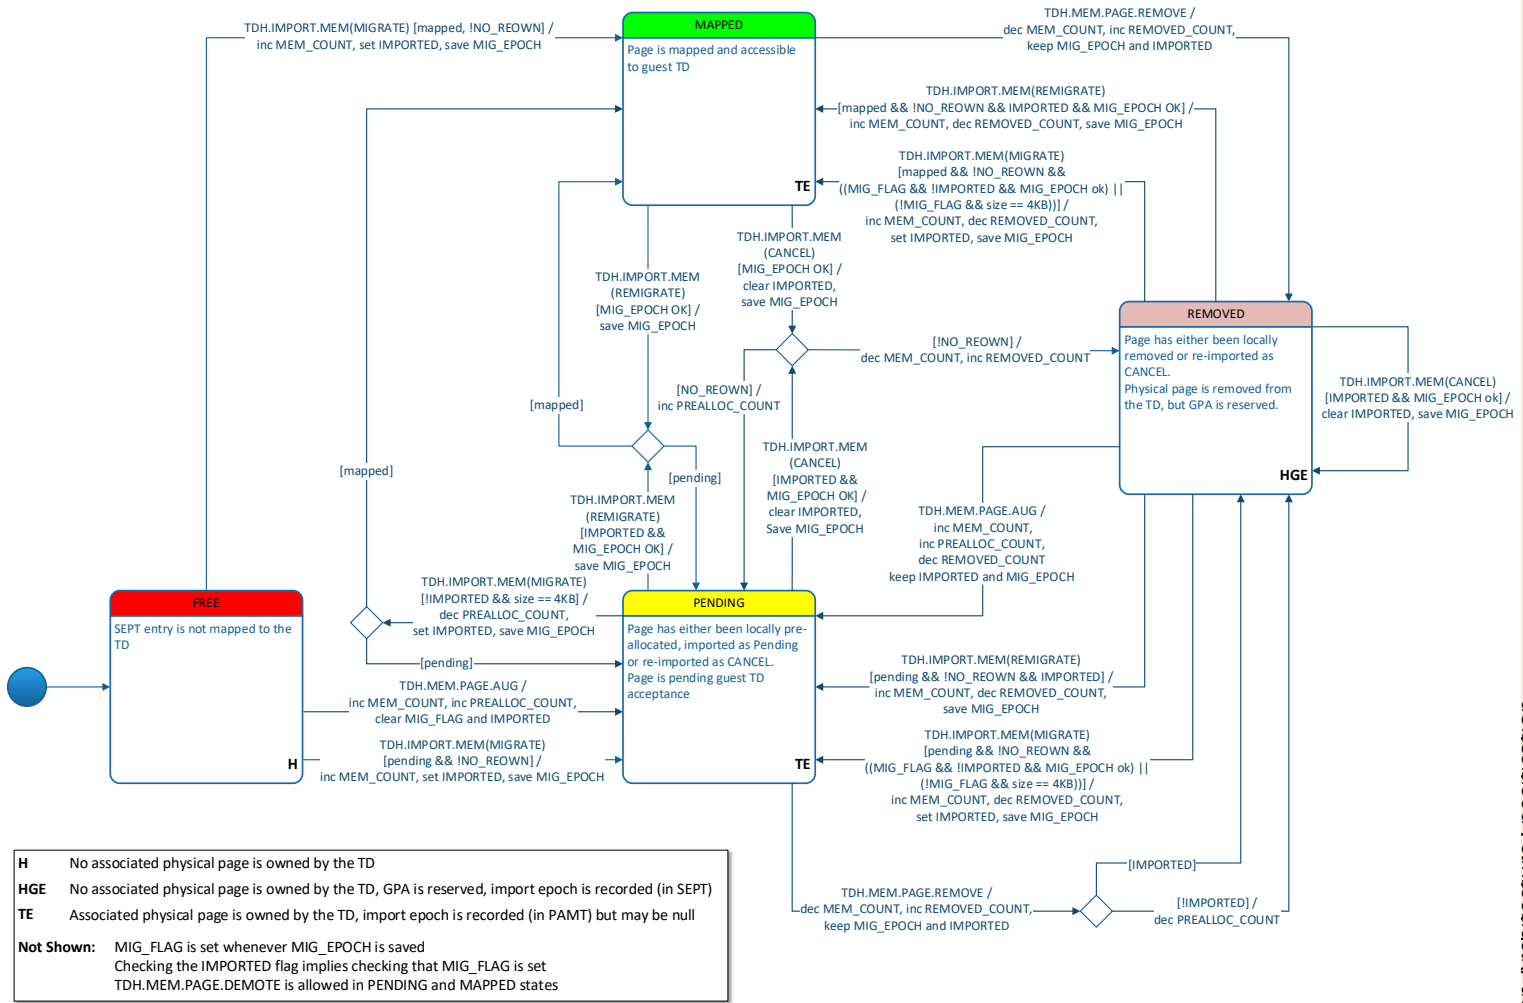 TDH.IMPORT.MEM(MIGRATE) [mapped, !NO_REOWN] /
inc MEM_COUNT, set IMPORTED, save MIG_EPOCH
MAPPED
Page is mapped and accessible
to guest TD
TE
TDH.MEM.PAGE.REMOVE /
dec MEM_COUNT, inc REMOVED_COUNT,
keep MIG_EPOCH and IMPORTED
TDH.IMPORT.MEM(REMIGRATE)
[mapped && !NO_REOWN && IMPORTED && MIG_EPOCH OK] /
inc MEM_COUNT, dec REMOVED_COUNT, save MIG_EPOCH
TDH.IMPORT.MEM(MIGRATE)
[mapped && !NO_REOWN &&
((MIG_FLAG && !IMPORTED && MIG_EPOCH ok) ||
(!MIG_FLAG && size == 4KB))] /
inc MEM_COUNT, dec REMOVED_COUNT,
set IMPORTED, save MIG_EPOCH
TDH.IMPORT.MEM
(REMIGRATE)
[MIG_EPOCH OK] /
save MIG_EPOCH
TDH.IMPORT.MEM
(CANCEL)
[MIG_EPOCH OK] /
clear IMPORTED,
save MIG_EPOCH
[!NO_REOWN] /
dec MEM_COUNT, inc REMOVED_COUNT
REMOVED
Page has either been locally
removed or re-imported as
CANCEL.
Physical page is removed from
the TD, but GPA is reserved.
HGE
TDH.IMPORT.MEM(CANCEL)
[IMPORTED && MIG_EPOCH ok] /
clear IMPORTED, save MIG_EPOCH
[mapped]
[NO_REOWN] /
inc PREALLOC_COUNT
[mapped]
[pending]
TDH.IMPORT.MEM
(REMIGRATE)
[IMPORTED &&
MIG_EPOCH OK] /
save MIG_EPOCH
TDH.IMPORT.MEM
(CANCEL)
[IMPORTED &&
MIG_EPOCH OK] /
clear IMPORTED,
Save MIG_EPOCH
TDH.MEM.PAGE.AUG /
inc MEM_COUNT,
inc PREALLOC_COUNT,
dec REMOVED_COUNT
keep IMPORTED and MIG_EPOCH
FREE
SEPT entry is not mapped to the
TD
H
TDH.IMPORT.MEM(MIGRATE)
[!IMPORTED && size == 4KB] /
dec PREALLOC_COUNT,
set IMPORTED, save MIG_EPOCH
[pending]
TDH.MEM.PAGE.AUG /
inc MEM_COUNT, inc PREALLOC_COUNT,
clear MIG_FLAG and IMPORTED
TDH.IMPORT.MEM(MIGRATE)
[pending && !NO_REOWN] /
inc MEM_COUNT, set IMPORTED, save MIG_EPOCH
PENDING
Page has either been locally pre-
allocated, imported as Pending
or re-imported as CANCEL.
Page is pending guest TD
acceptance
TE
TDH.IMPORT.MEM(REMIGRATE)
[pending && !NO_REOWN && IMPORTED] /
inc MEM_COUNT, dec REMOVED_COUNT,
save MIG_EPOCH
TDH.IMPORT.MEM(MIGRATE)
[pending && !NO_REOWN &&
((MIG_FLAG && !IMPORTED && MIG_EPOCH ok) ||
(!MIG_FLAG && size == 4KB))] /
inc MEM_COUNT, dec REMOVED_COUNT,
set IMPORTED, save MIG_EPOCH
TDH.MEM.PAGE.REMOVE /
dec MEM_COUNT, inc REMOVED_COUNT,
keep MIG_EPOCH and IMPORTED
[IMPORTED]
[!IMPORTED] /
dec PREALLOC_COUNT
H No associated physical page is owned by the TD
HGE No associated physical page is owned by the TD, GPA is reserved, import epoch is recorded (in SEPT)
TE Associated physical page is owned by the TD, import epoch is recorded (in PAMT) but may be null
Not Shown: MIG_FLAG is set whenever MIG_EPOCH is saved
Checking the IMPORTED flag implies checking that MIG_FLAG is set
TDH.MEM.PAGE.DEMOTE is allowed in PENDING and MAPPED states